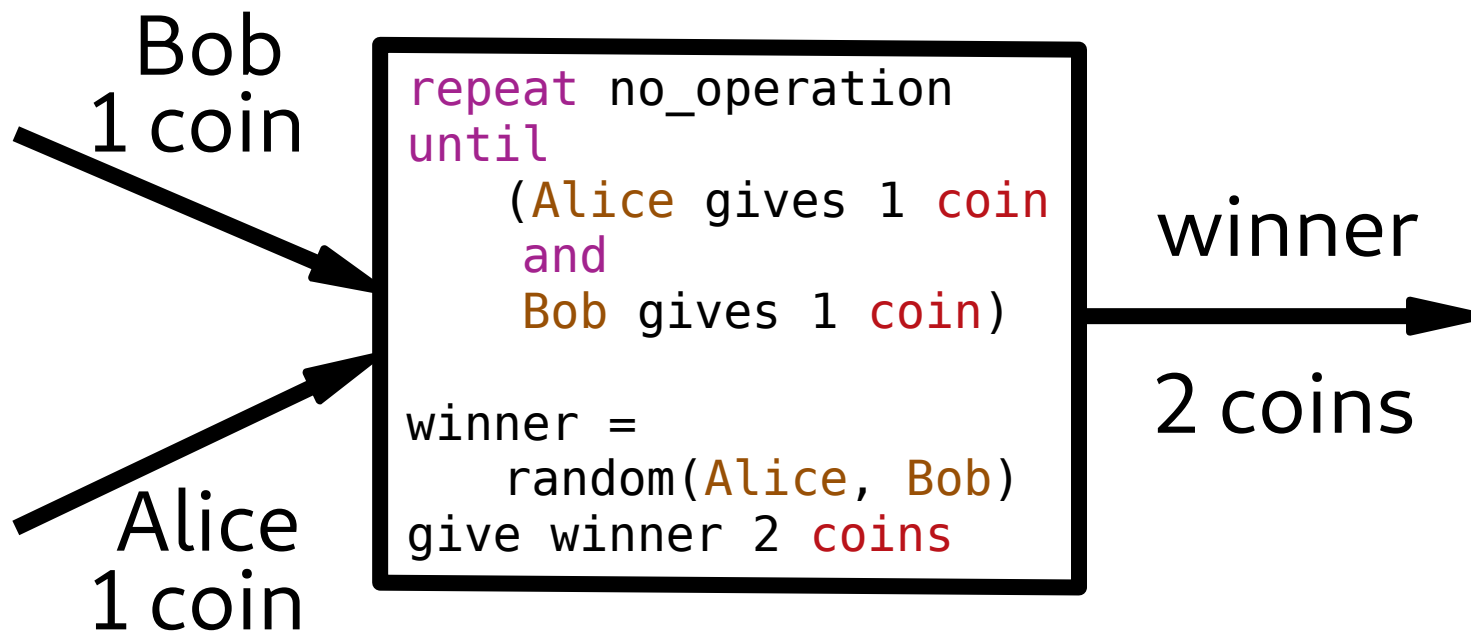 Bob
1 coin
Alice
1 coin
repeat no_operation
until
(Alice gives 1 coin
and
Bob gives 1 coin)
winner =
random(Alice, Bob)
give winner 2 coins
winner
2 coins